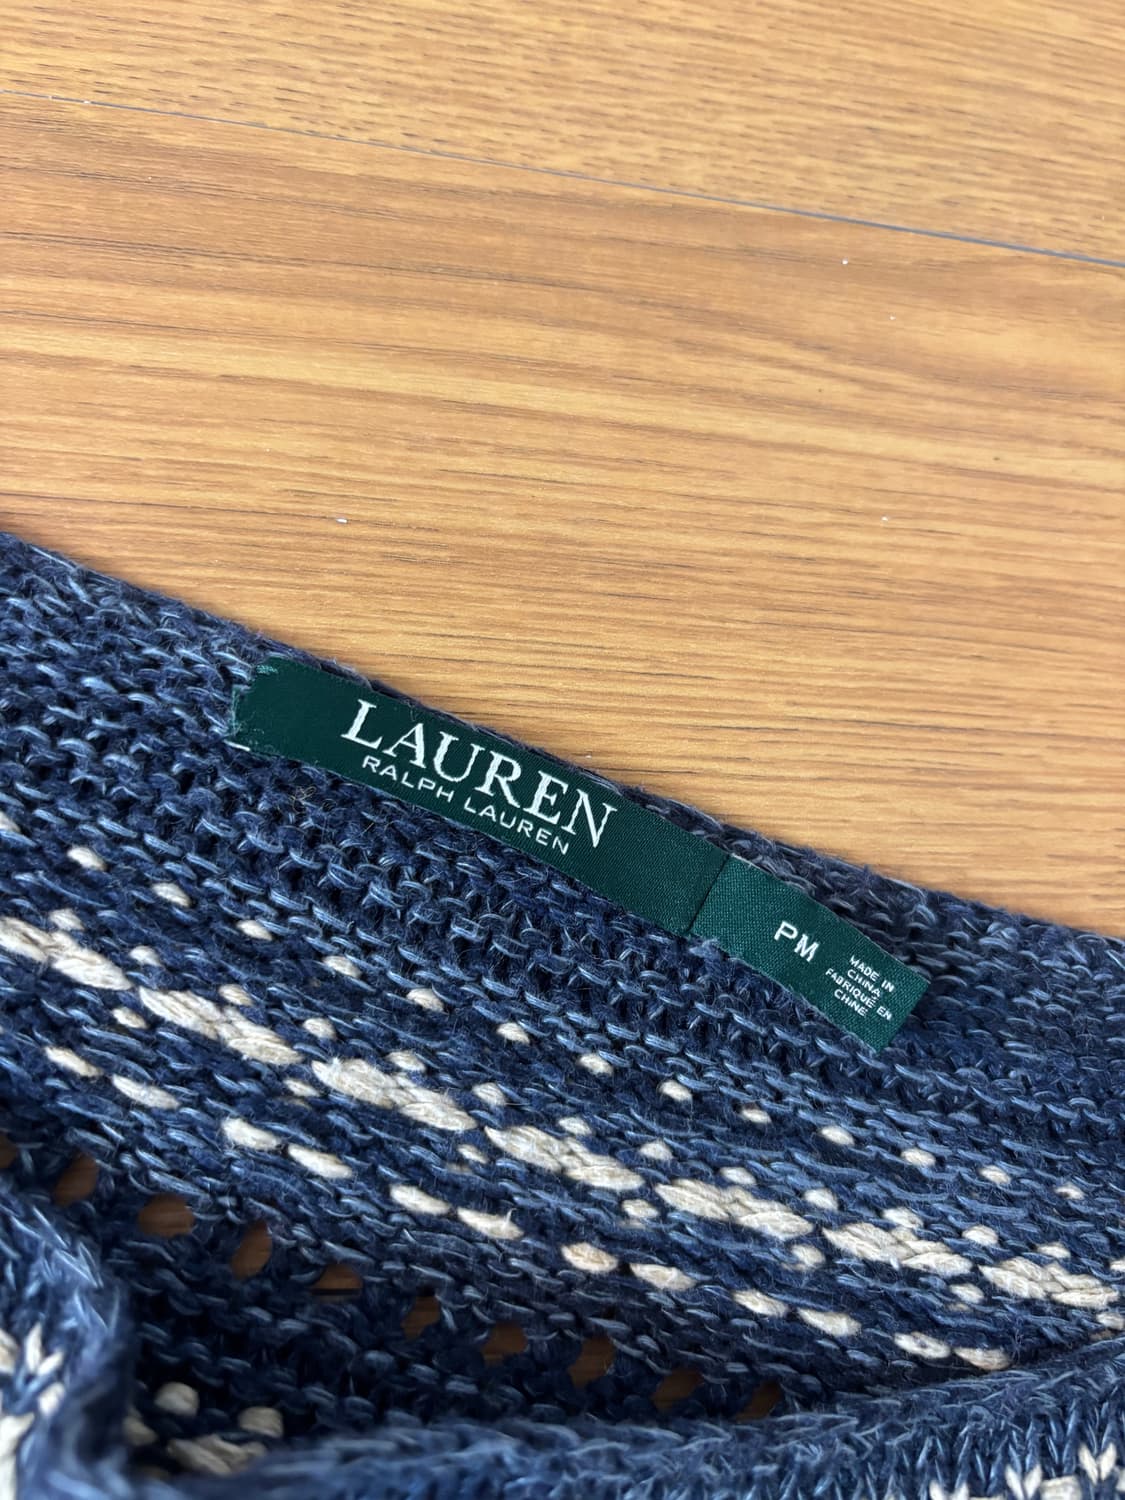 LAUREN
RALPH LAUREN
PM
MADE IN
CHINA
FABRIQUÉ EN
CHINE